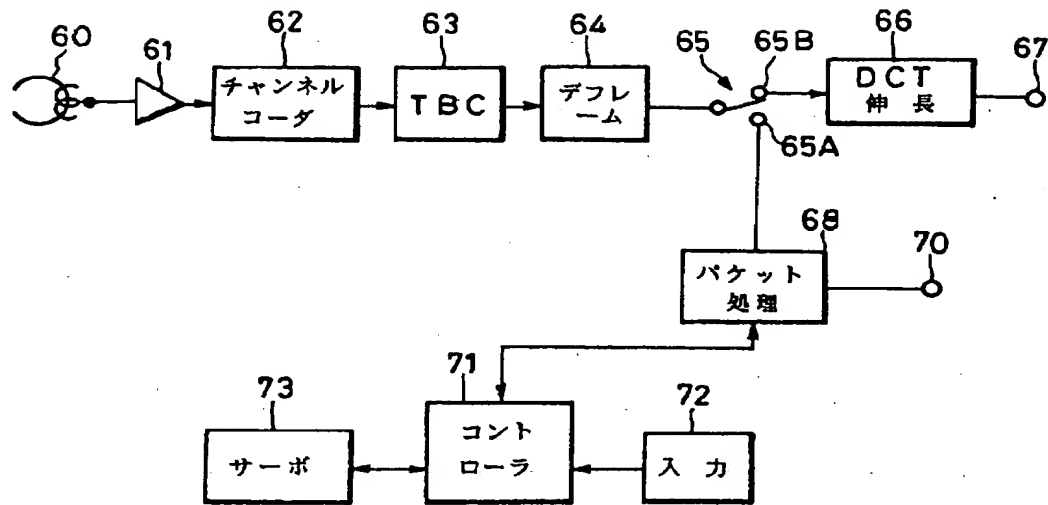 60
61
62
63
64
65
65B
66
67
チャンネル
コーダ
TBC
デフレ
ーム
DCT
伸長
65A
68
70
パケット
処理
71
72
73
コント
ローラ
サーボ
入力